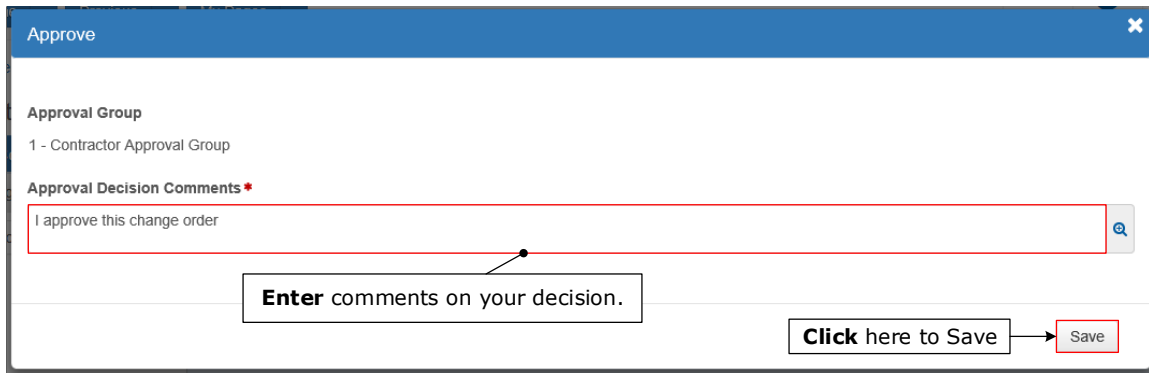 Approve
Approval Group
1 - Contractor Approval Group
Approval Decision Comments*
I approve this change order
Enter comments on your decision.
Click here to Save
Save